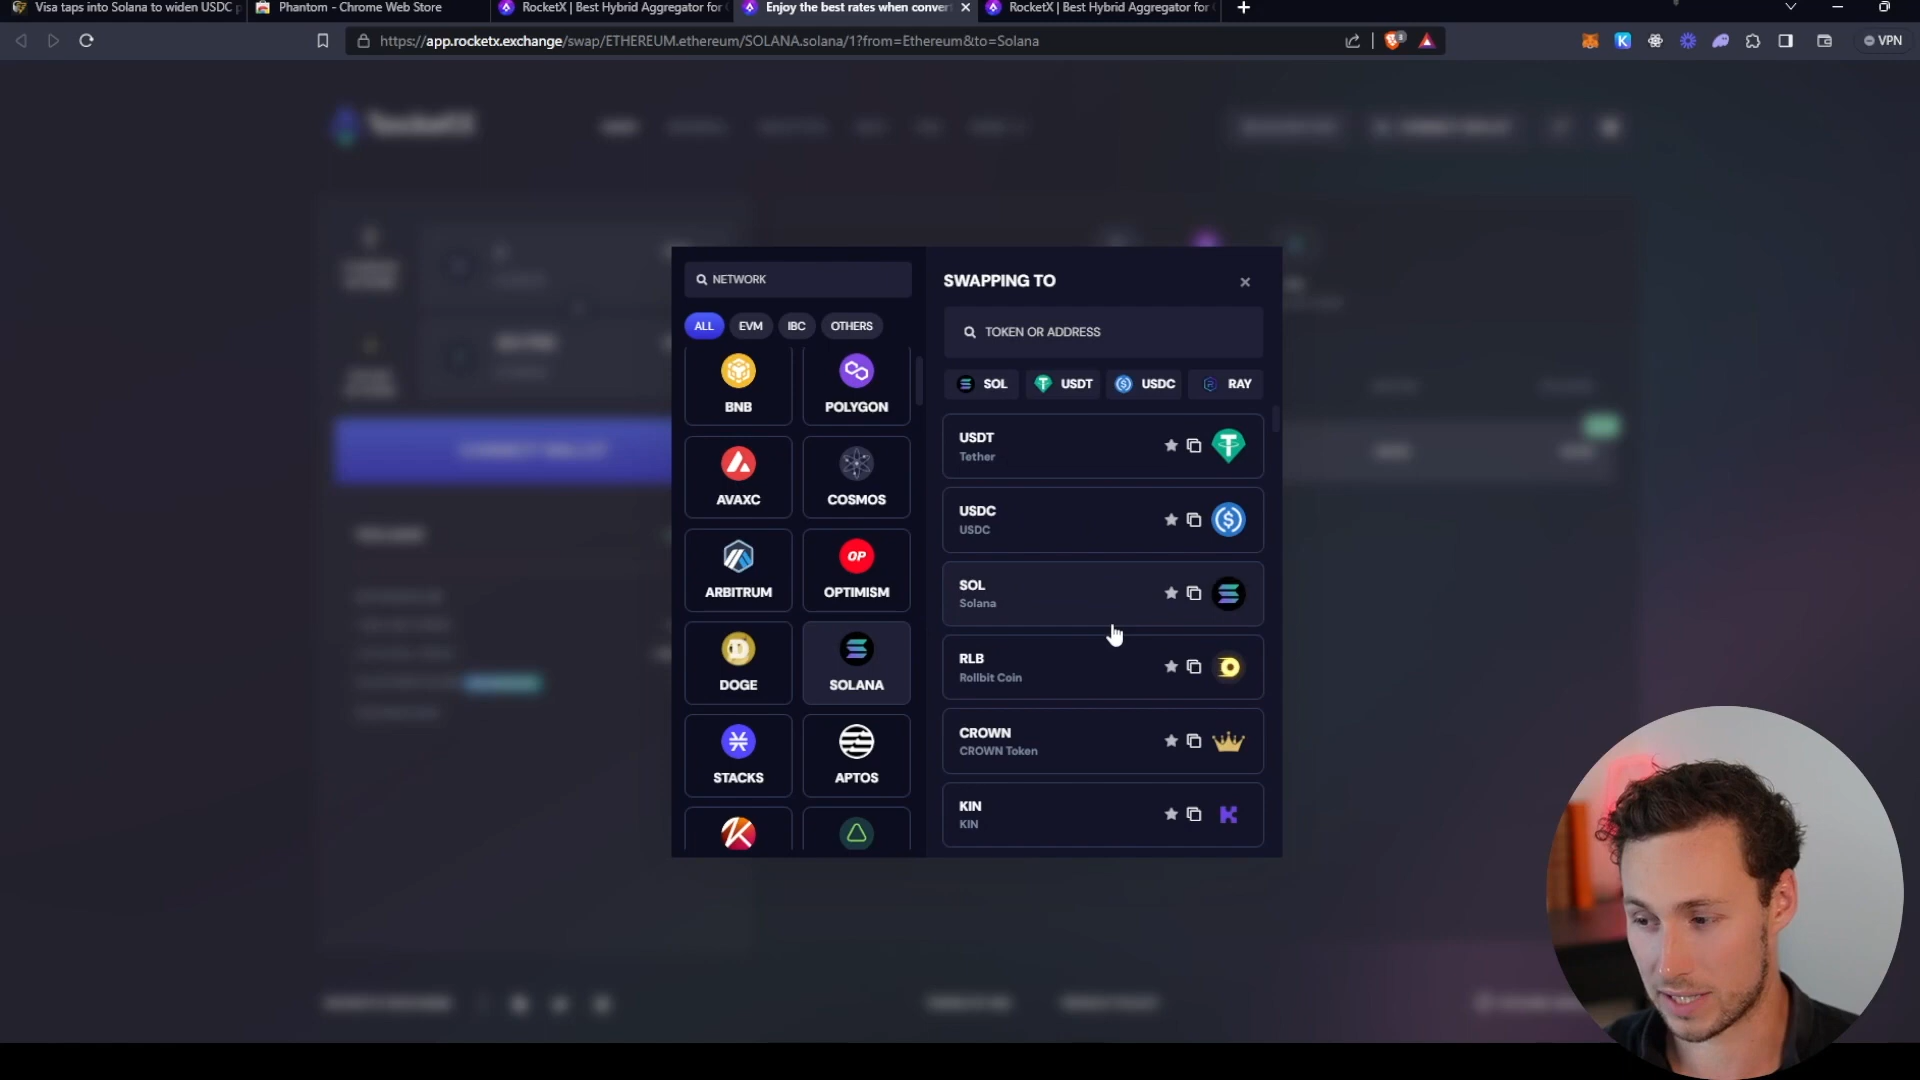 Visa taps into Solana to widen USDC p
Phantom - Chrome Web Store
RocketX | Best Hybrid Aggregator for
Enjoy the best rates when conver
RocketX | Best Hybrid Aggregator for
https://app.rocketx.exchange/swap/ETHEREUM.ethereum/SOLANA.solana/1?from=Ethereum&to=Solana
VPN
NETWORK
ALL
EVM
IBC
OTHERS
BNB
POLYGON
AVAXC
COSMOS
ARBITRUM
OP
OPTIMISM
DOGE
SOLANA
STACKS
APTOS
SWAPPING TO
TOKEN OR ADDRESS
SOL
USDT
USDC
RAY
USDT
Tether
USDC
USDC
SOL
Solana
RLB
Rollbit Coin
CROWN
CROWN Token
KIN
KIN
RocketX
CONNECT WALLET